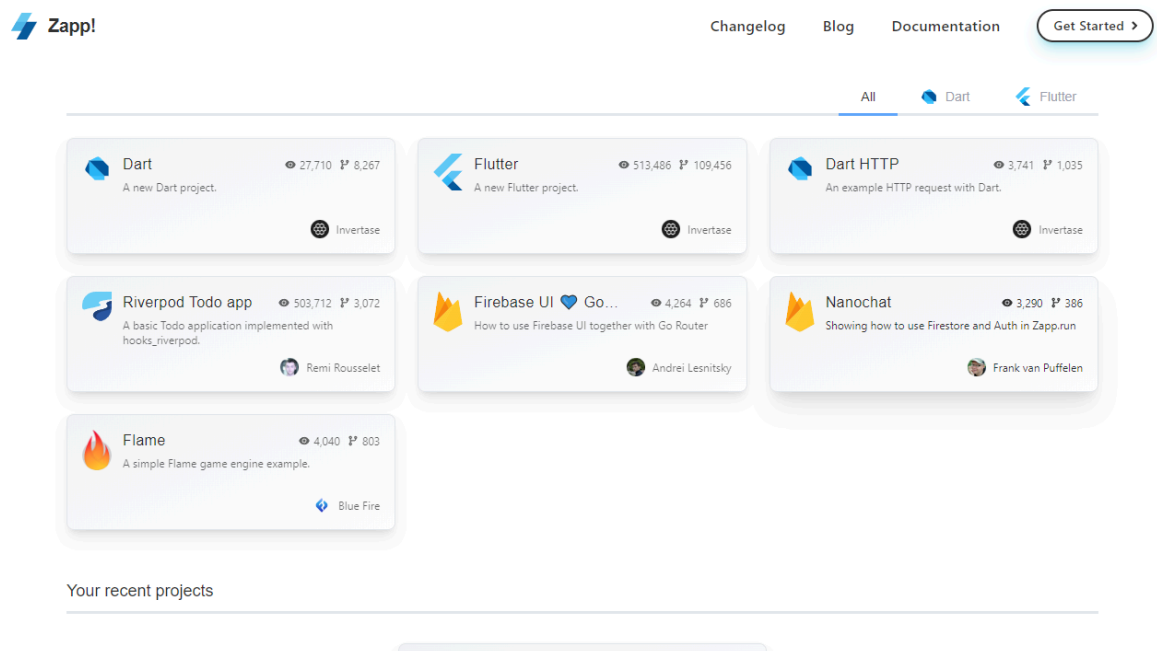 Zapp!
Changelog Blog Documentation Get Started
All Dart Flutter
Dart 27,710 8,267
A new Dart project.
Invertase
Flutter 513,486 109,456
A new Flutter project.
Invertase
Dart HTTP 3,741 1,035
An example HTTP request with Dart.
Invertase
Riverpod Todo app 503,712 3,072
A basic Todo application implemented with
hooks_riverpod.
Remi Rousselet
Firebase UI 💙 Go... 4,264 686
How to use Firebase UI together with Go Router
Andrei Lesnitsky
Nanochat 3,290 386
Showing how to use Firestore and Auth in Zapp.run
Frank van Puffelen
Flame 4,040 803
A simple Flame game engine example.
Blue Fire
Your recent projects